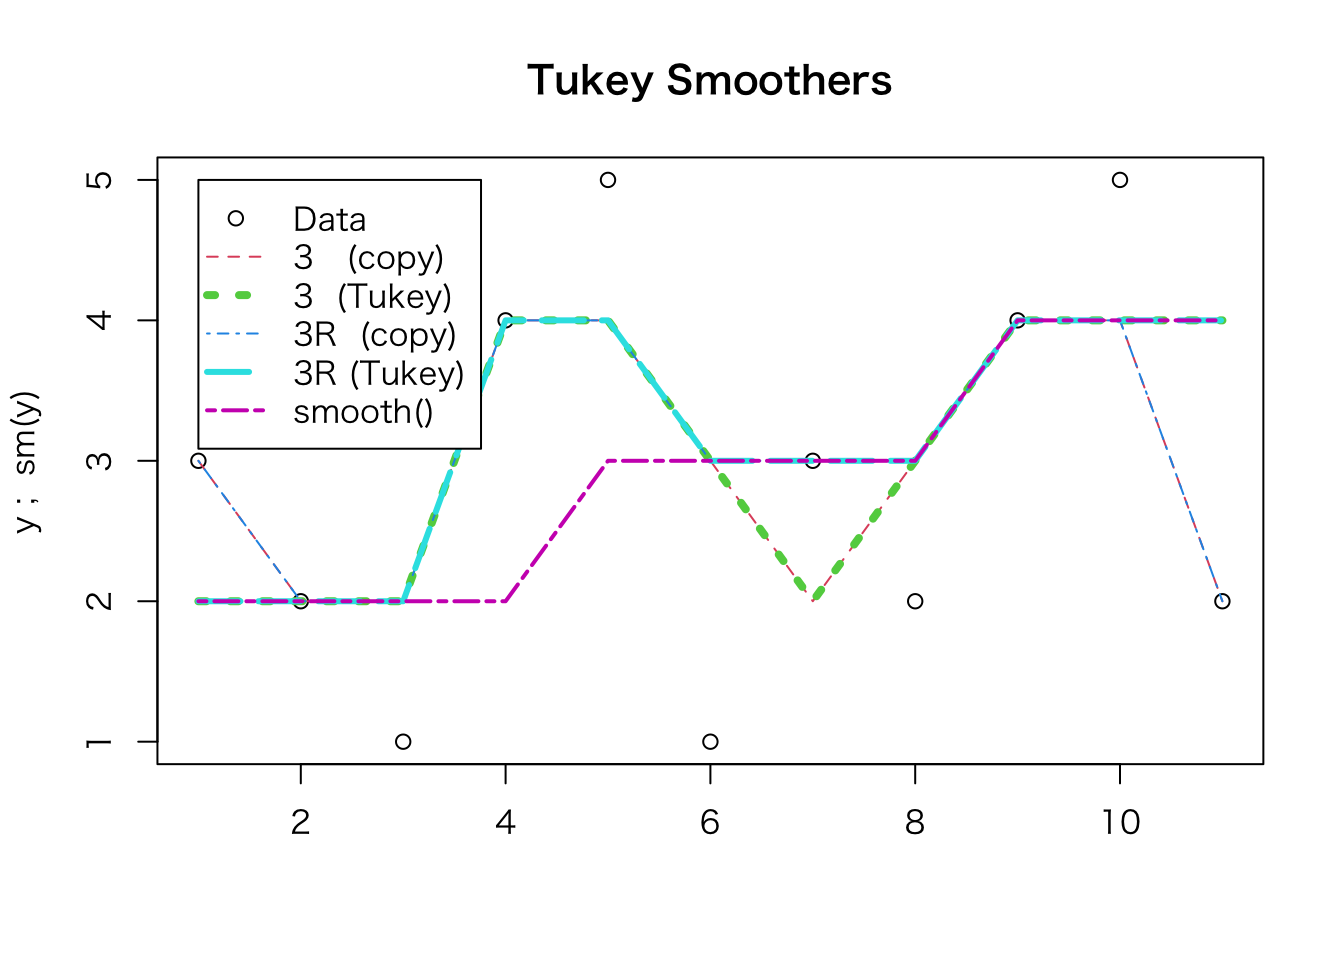 Tukey Smoothers
y ; sm(y)
5
4
3
2
1
Data
3 (copy)
3 (Tukey)
3R (copy)
3R (Tukey)
smooth()
2 4 6 8 10